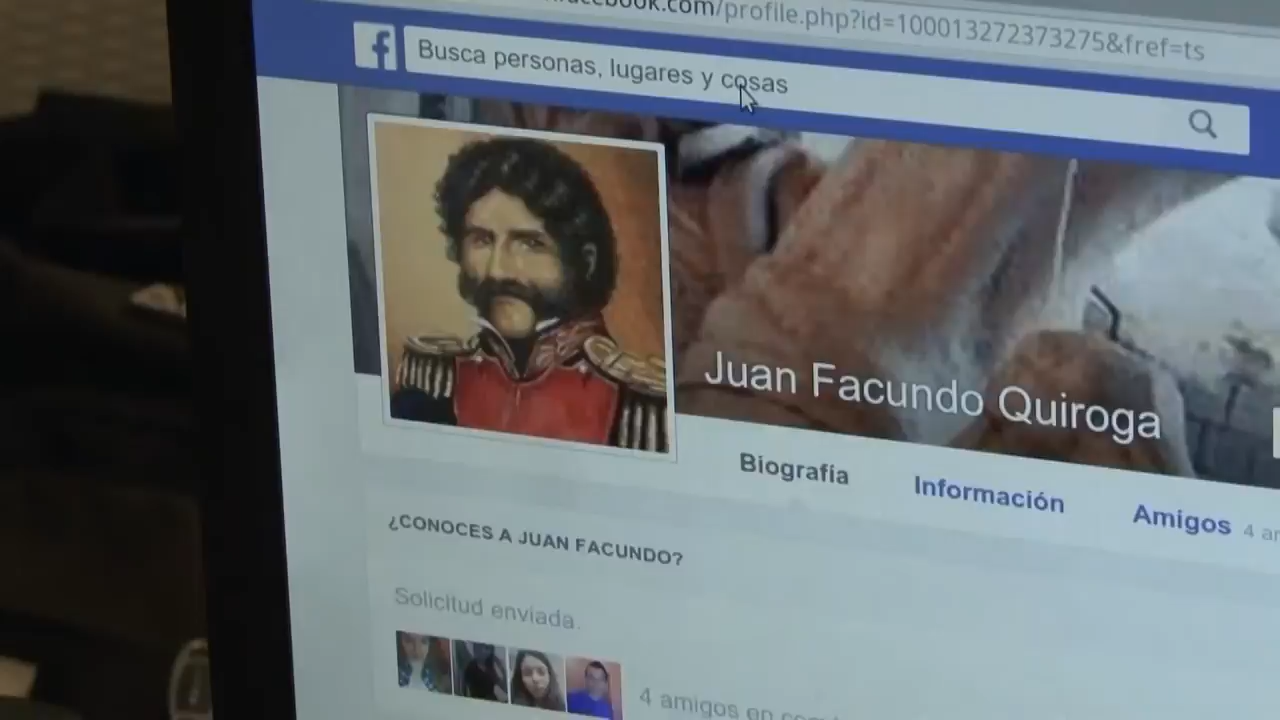 facebook.com/profile.php?id=100013272373275&fref=ts
Busca personas, lugares y cosas
Juan Facundo Quiroga
Biografía
Información
Amigos 4
¿CONOCES A JUAN FACUNDO?
Solicitud enviada.
4 amigos en